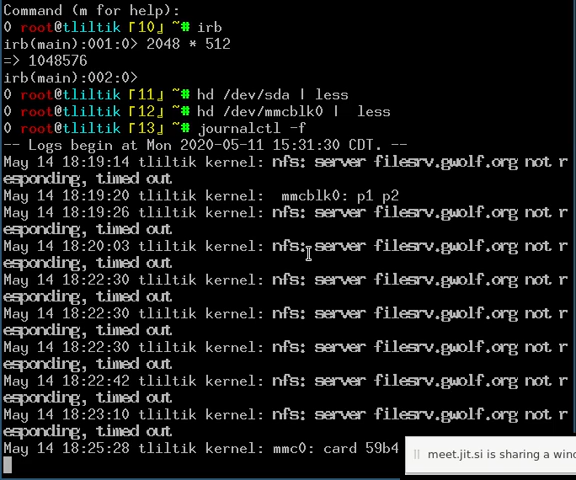 Command (m for help):
0 root@tliltik『10』~# irb
irb(main):001:0> 2048 * 512
=> 1048576
irb(main):002:0>
0 root@tliltik『11』~# hd /dev/sda | less
0 root@tliltik『12』~# hd /dev/mmcblk0 |  less
0 root@tliltik『13』~# journalctl -f
-- Logs begin at Mon 2020-05-11 15:31:30 CDT. --
May 14 18:19:14 tliltik kernel: nfs: server filesrv.gwolf.org not r
esponding, timed out
May 14 18:19:20 tliltik kernel:  mmcblk0: p1 p2
May 14 18:19:26 tliltik kernel: nfs: server filesrv.gwolf.org not r
esponding, timed out
May 14 18:20:03 tliltik kernel: nfs: server filesrv.gwolf.org not r
esponding, timed out
May 14 18:22:30 tliltik kernel: nfs: server filesrv.gwolf.org not r
esponding, timed out
May 14 18:22:30 tliltik kernel: nfs: server filesrv.gwolf.org not r
esponding, timed out
May 14 18:22:30 tliltik kernel: nfs: server filesrv.gwolf.org not r
esponding, timed out
May 14 18:22:42 tliltik kernel: nfs: server filesrv.gwolf.org not r
esponding, timed out
May 14 18:23:10 tliltik kernel: nfs: server filesrv.gwolf.org not r
esponding, timed out
May 14 18:25:28 tliltik kernel: mmc0: card 59b4
meet.jit.si is sharing a wind